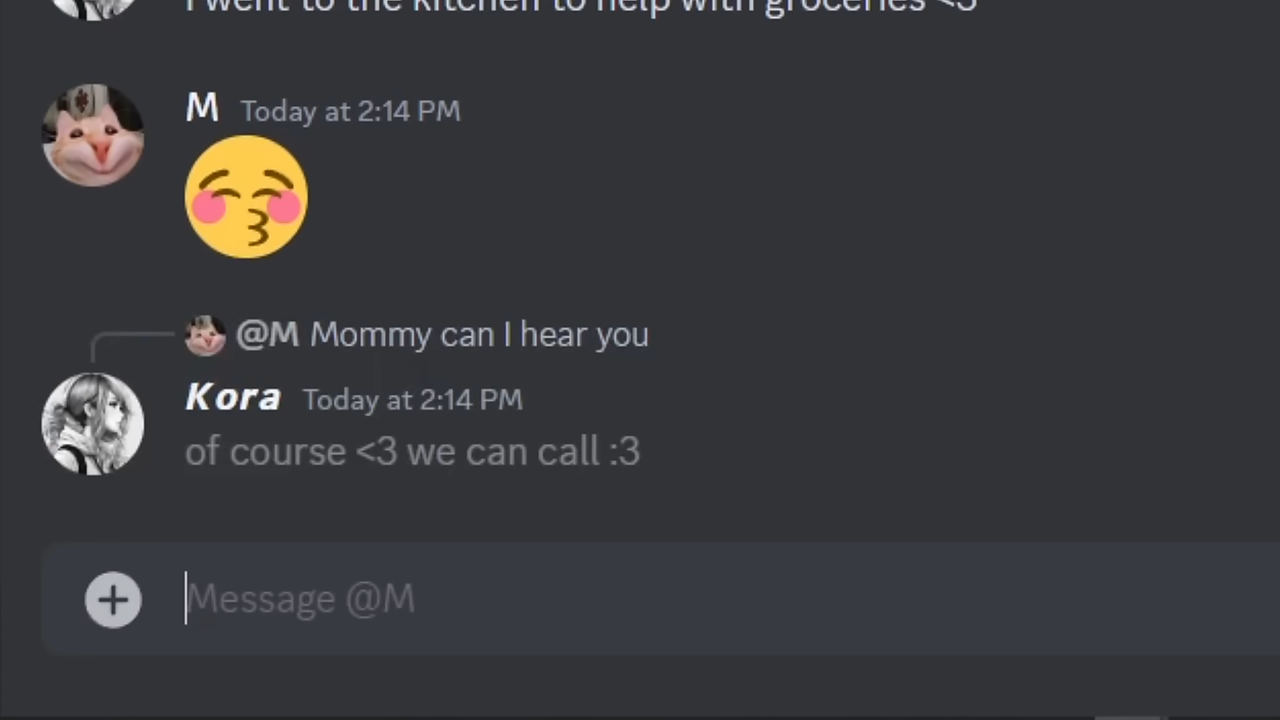 I went to the kitchen to help with groceries <3
M Today at 2:14 PM
@M Mommy can I hear you
Kora Today at 2:14 PM
of course <3 we can call :3
Message @M